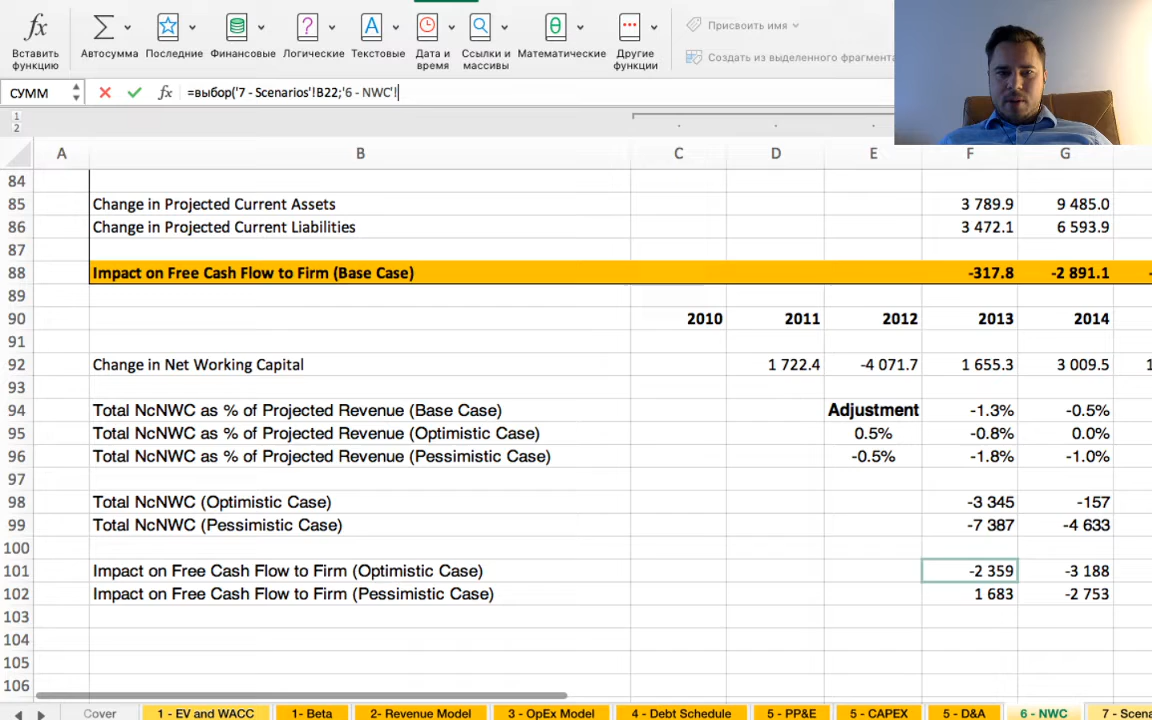 Вставить функцию
Автосумма
Последние
Финансовые
Логические
Текстовые
Дата и время
Ссылки и массивы
Математические
Другие функции
Присвоить имя
Создать из выделенного фрагмента
СУММ fx =выбор('7 - Scenarios'!B22;'6 - NWC'!
1
2
A B C D E F G
84
85 Change in Projected Current Assets 3 789.9 9 485.0
86 Change in Projected Current Liabilities 3 472.1 6 593.9
87
88 Impact on Free Cash Flow to Firm (Base Case) -317.8 -2 891.1
89
90 2010 2011 2012 2013 2014
91
92 Change in Net Working Capital 1 722.4 -4 071.7 1 655.3 3 009.5 1
93
94 Total NcNWC as % of Projected Revenue (Base Case) Adjustment -1.3% -0.5%
95 Total NcNWC as % of Projected Revenue (Optimistic Case) 0.5% -0.8% 0.0%
96 Total NcNWC as % of Projected Revenue (Pessimistic Case) -0.5% -1.8% -1.0%
97
98 Total NcNWC (Optimistic Case) -3 345 -157
99 Total NcNWC (Pessimistic Case) -7 387 -4 633
100
101 Impact on Free Cash Flow to Firm (Optimistic Case) -2 359 -3 188
102 Impact on Free Cash Flow to Firm (Pessimistic Case) 1 683 -2 753
103
104
105
106
Cover 1 - EV and WACC 1- Beta 2- Revenue Model 3 - OpEx Model 4 - Debt Schedule 5 - PP&E 5 - CAPEX 5 - D&A 6 - NWC 7 - Scena